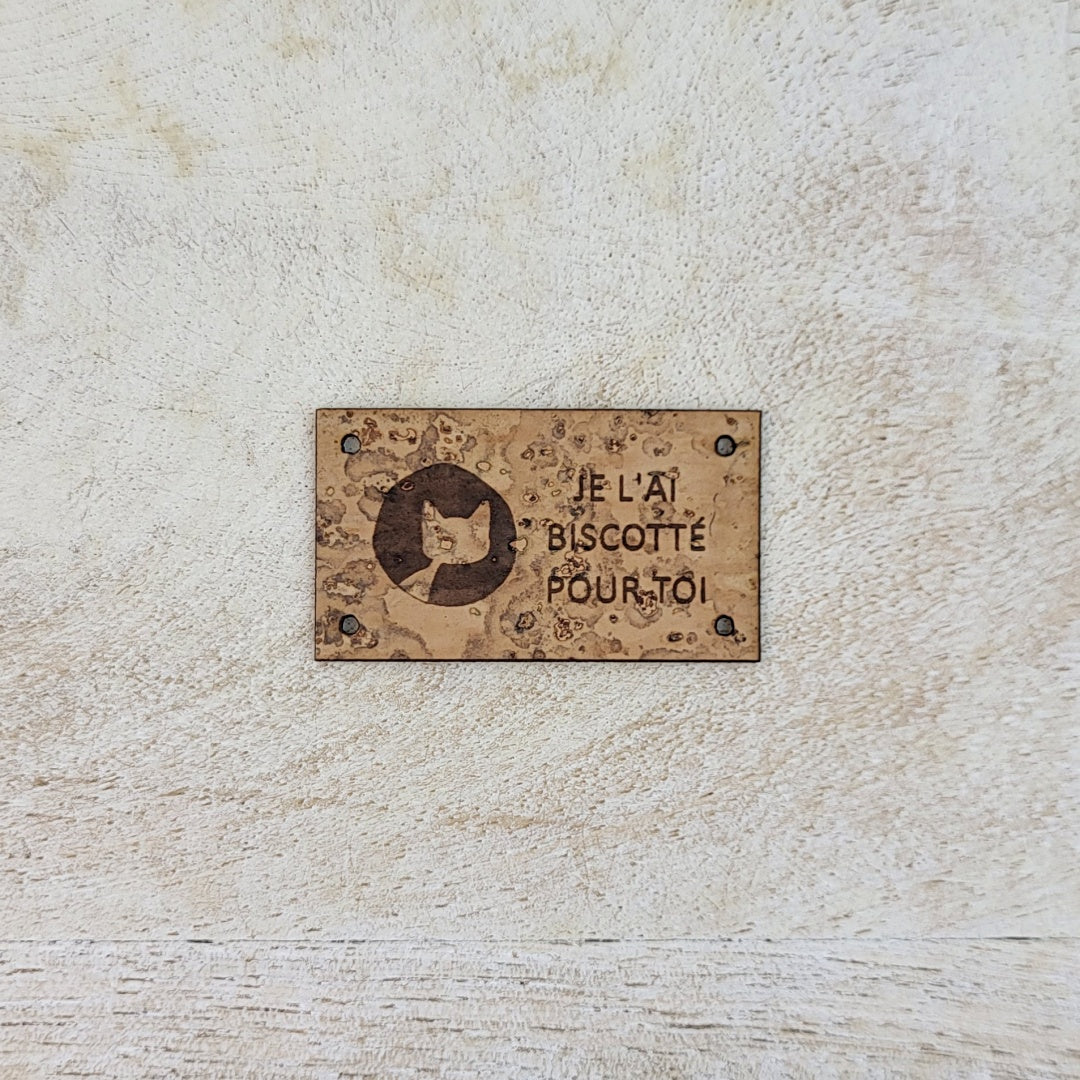 JE L'AI
BISCOTTÉ
POUR TOI